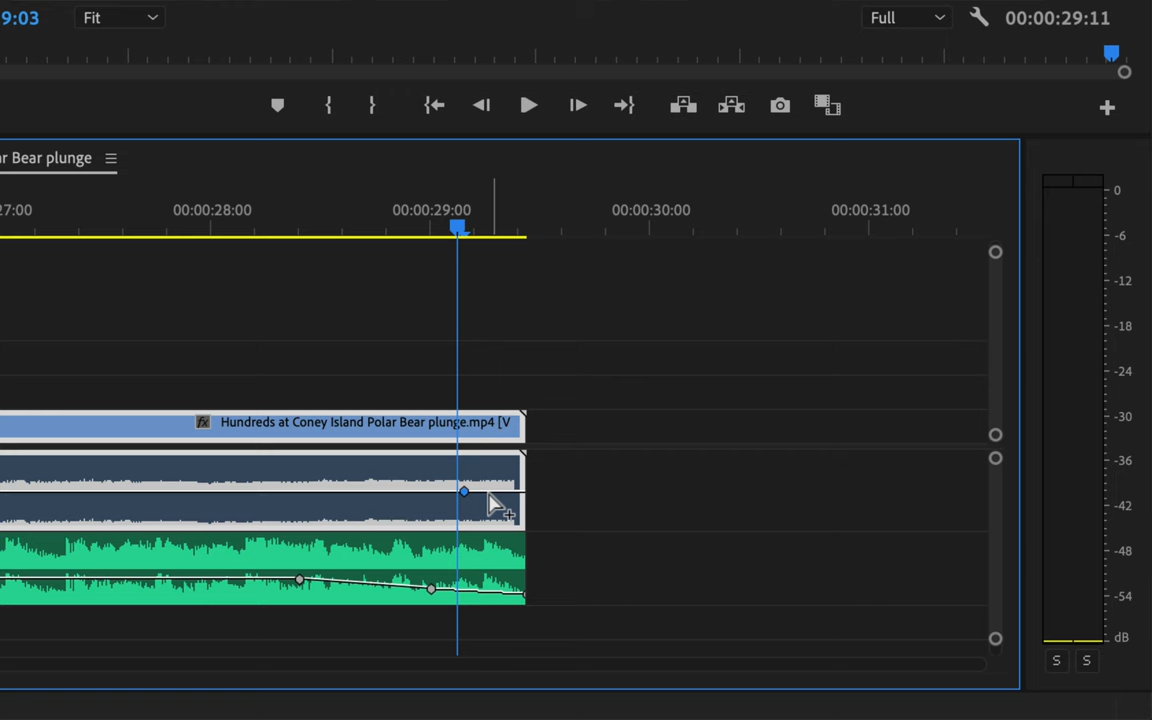 9:03 Fit Full 00:00:29:11
ar Bear plunge
27:00 00:00:28:00 00:00:29:00 00:00:30:00 00:00:31:00
0
-6
-12
-18
-24
-30
-36
-42
-48
-54
dB
fx Hundreds at Coney Island Polar Bear plunge.mp4 [V
S S